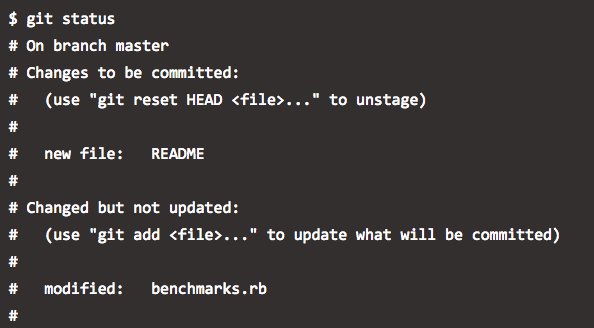 $ git status
# On branch master
# Changes to be committed:
#   (use "git reset HEAD <file>..." to unstage)
#
#   new file:   README
#
# Changed but not updated:
#   (use "git add <file>..." to update what will be committed)
#
#   modified:   benchmarks.rb
#